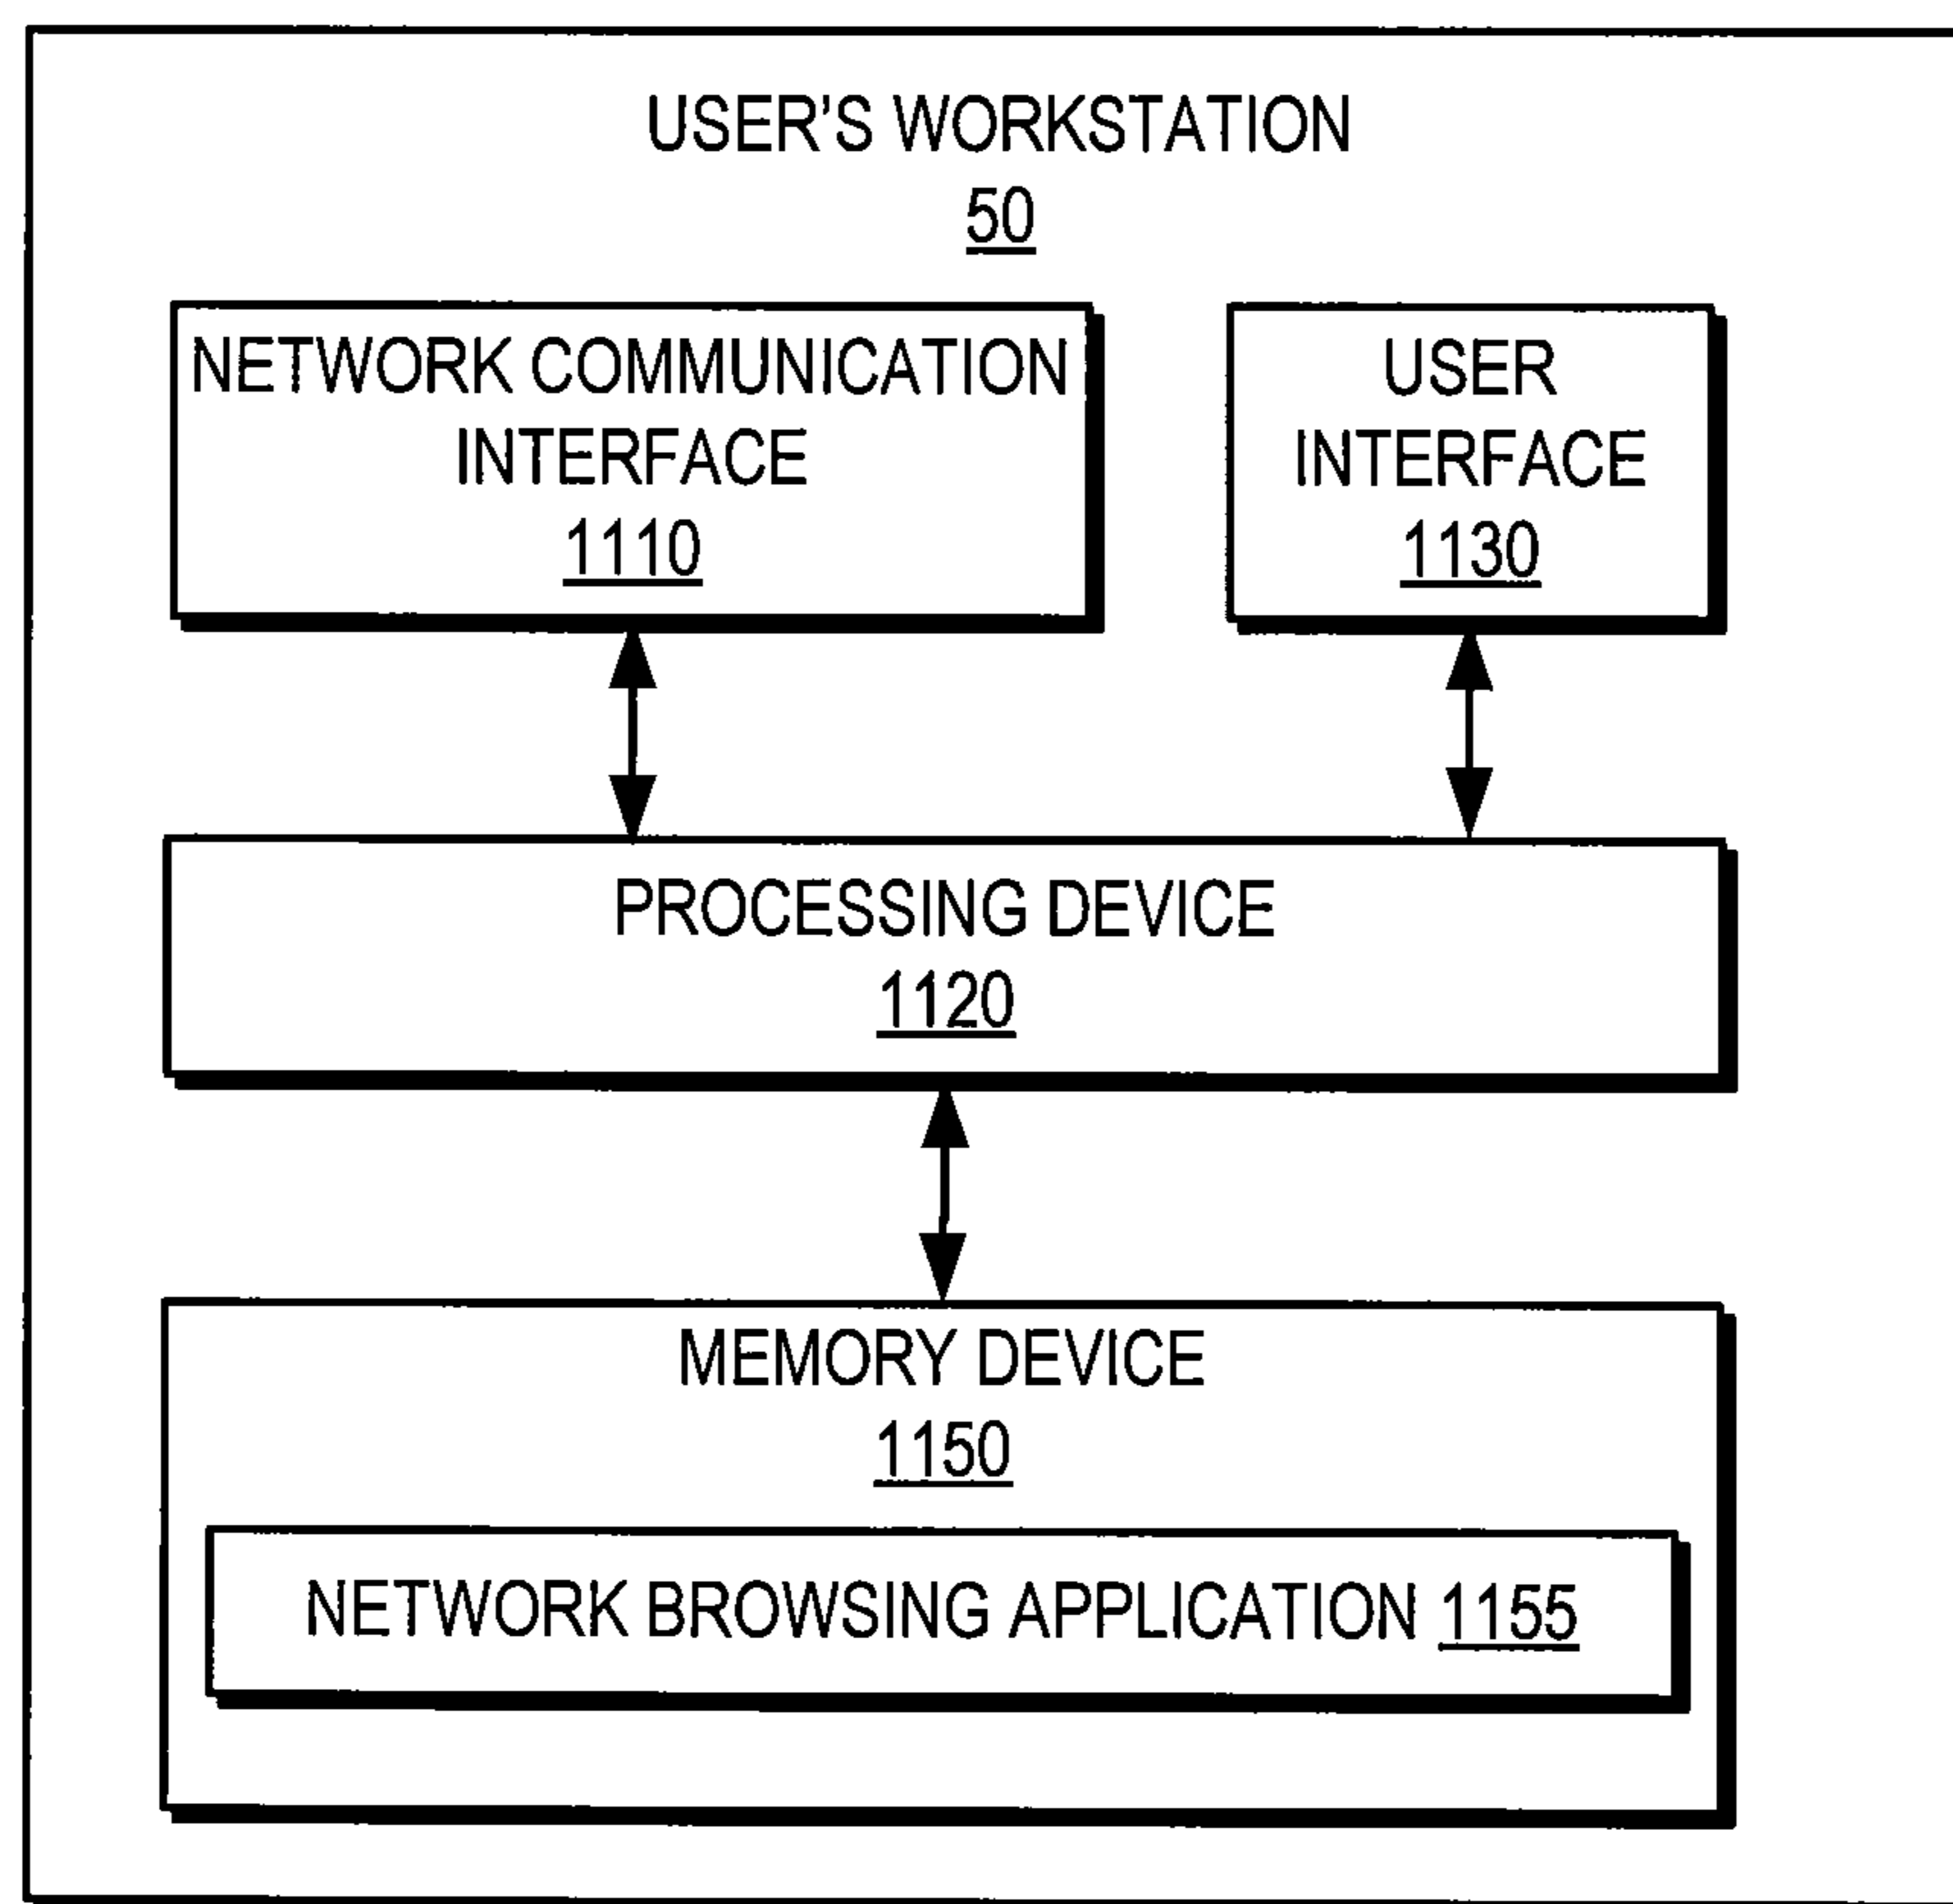 USER'S WORKSTATION
50
NETWORK COMMUNICATION
INTERFACE
1110
USER
INTERFACE
1130
PROCESSING DEVICE
1120
MEMORY DEVICE
1150
NETWORK BROWSING APPLICATION 1155